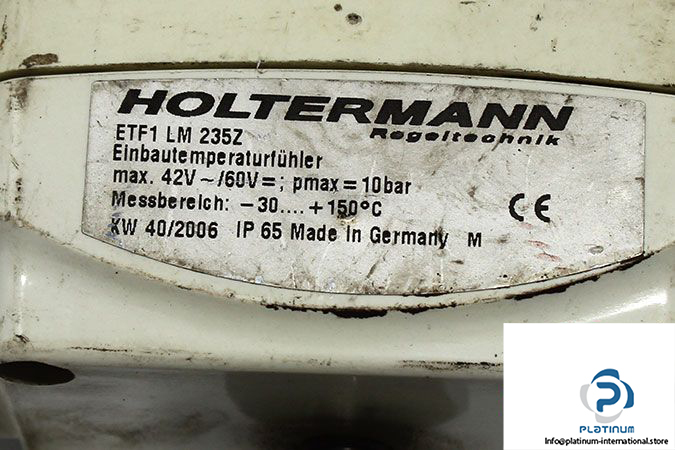 HOLTERMANN
Regeltechnik
ETF1 LM 235Z
Einbautemperaturfühler
max. 42V ~ /60V = ; pmax = 10bar
Messbereich: -30....+150°C
KW 40/2006 IP 65 Made in Germany M
CE
PLATINUM
Info@platinum-international.store